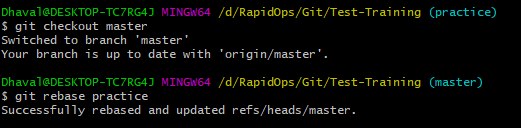 Dhaval@DESKTOP-TC7RG4J MINGW64 /d/RapidOps/Git/Test-Training (practice)
$ git checkout master
Switched to branch 'master'
Your branch is up to date with 'origin/master'.
Dhaval@DESKTOP-TC7RG4J MINGW64 /d/RapidOps/Git/Test-Training (master)
$ git rebase practice
Successfully rebased and updated refs/heads/master.